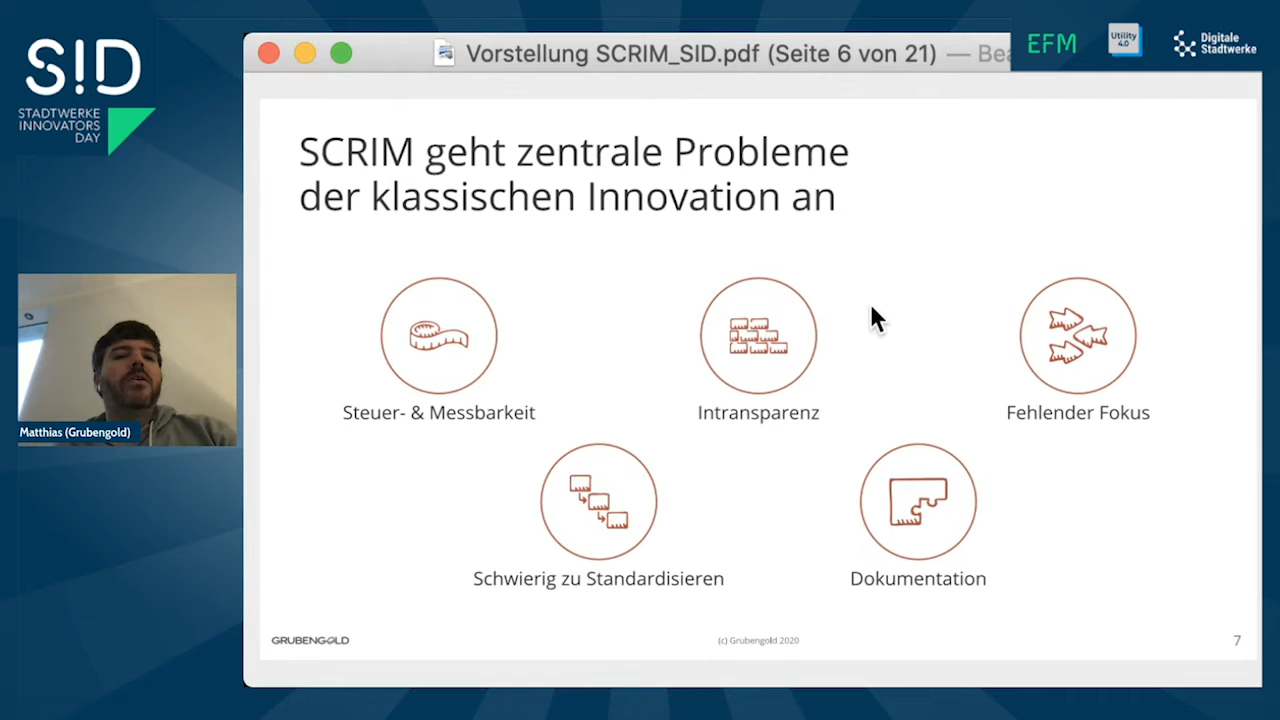 S!D
STADTWERKE
INNOVATORS
DAY
Vorstellung SCRIM_SID.pdf (Seite 6 von 21) — Bea
EFM
Utility
4.0
Digitale
Stadtwerke
SCRIM geht zentrale Probleme
der klassischen Innovation an
Steuer- & Messbarkeit
Intransparenz
Fehlender Fokus
Schwierig zu Standardisieren
Dokumentation
Matthias (Grubengold)
GRUBENGOLD
(c) Grubengold 2020
7